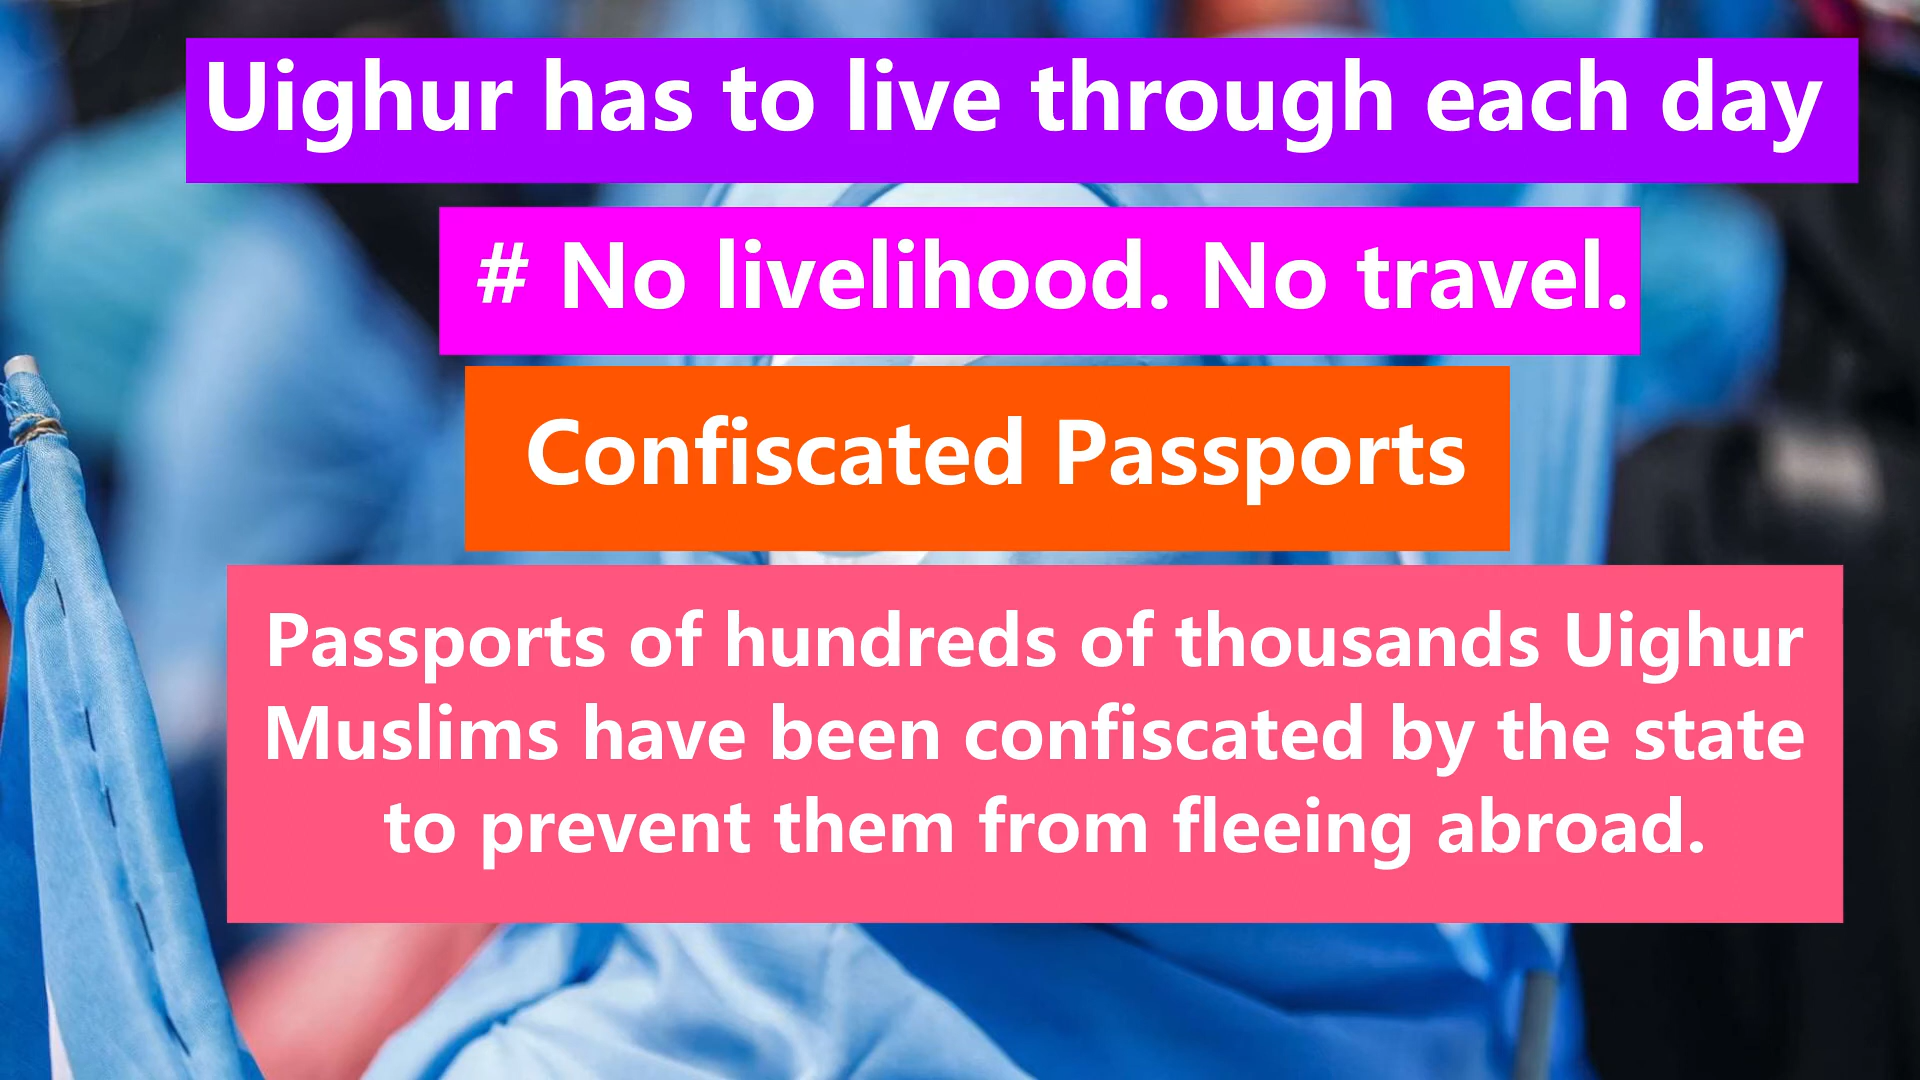 Uighur has to live through each day
# No livelihood. No travel.
Confiscated Passports
Passports of hundreds of thousands Uighur
Muslims have been confiscated by the state
to prevent them from fleeing abroad.